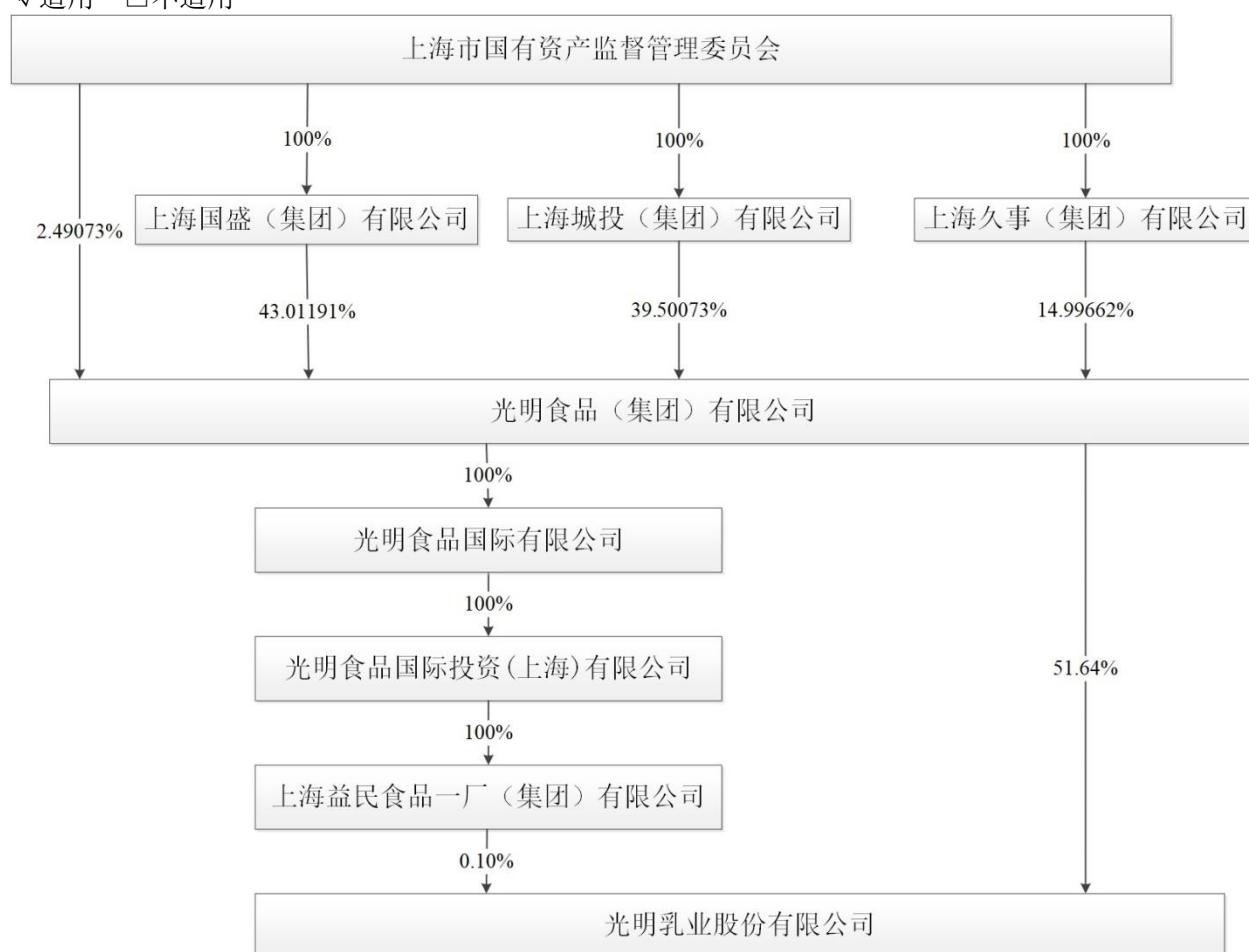 √适用 □不适用
上海市国有资产监督管理委员会
100%
100%
100%
上海国盛（集团）有限公司
上海城投（集团）有限公司
上海久事（集团）有限公司
2.49073%
43.01191%
39.50073%
14.99662%
光明食品（集团）有限公司
100%
光明食品国际有限公司
100%
光明食品国际投资(上海)有限公司
51.64%
100%
上海益民食品一厂（集团）有限公司
0.10%
光明乳业股份有限公司